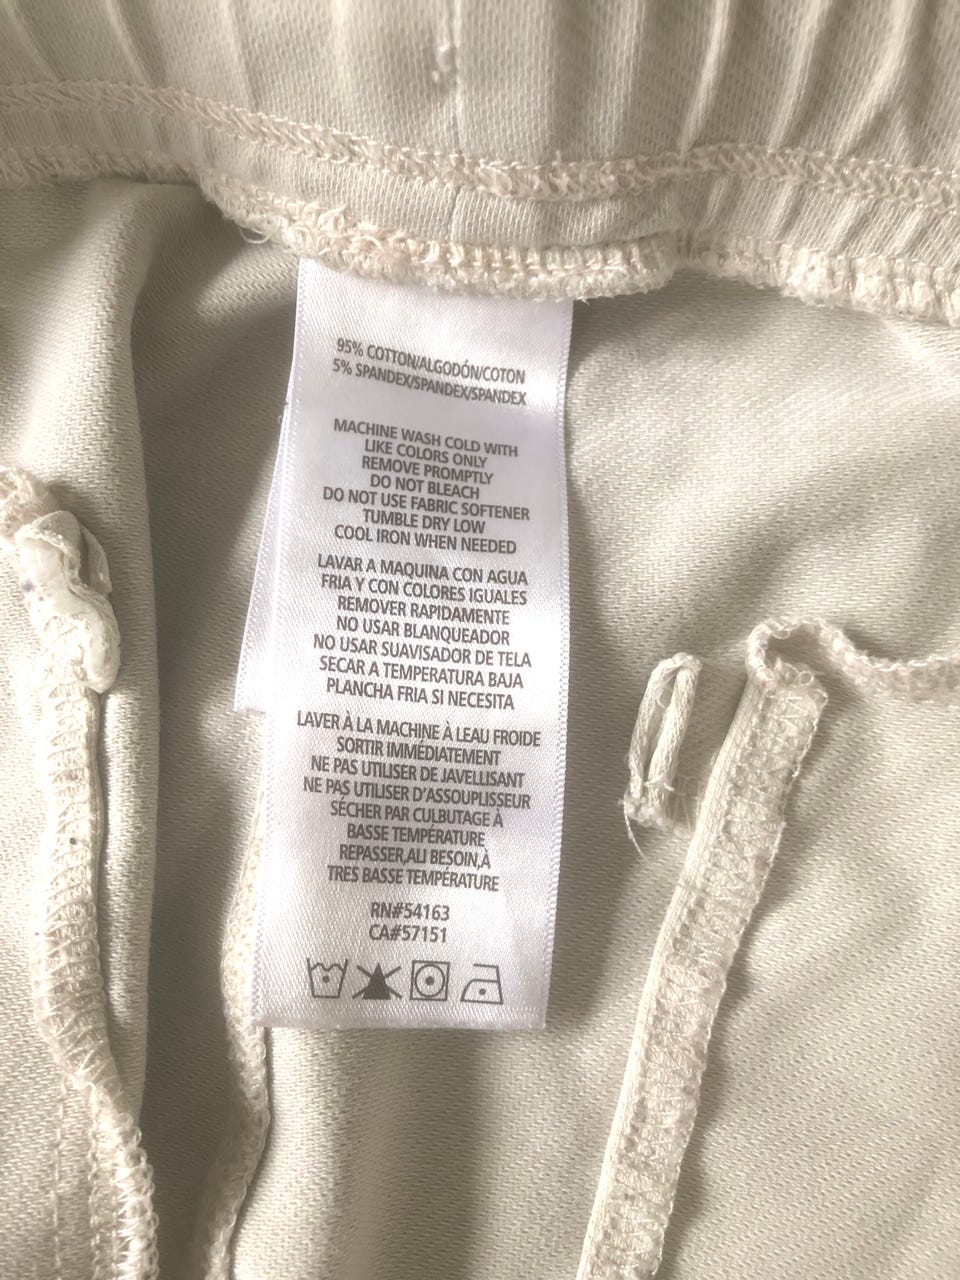 95% COTTON/ALGODÓN/COTON
5% SPANDEX/SPANDEX/SPANDEX
MACHINE WASH COLD WITH
LIKE COLORS ONLY
REMOVE PROMPTLY
DO NOT BLEACH
DO NOT USE FABRIC SOFTENER
TUMBLE DRY LOW
COOL IRON WHEN NEEDED
LAVAR A MAQUINA CON AGUA
FRIA Y CON COLORES IGUALES
REMOVER RAPIDAMENTE
NO USAR BLANQUEADOR
NO USAR SUAVISADOR DE TELA
SECAR A TEMPERATURA BAJA
PLANCHA FRIA SI NECESITA
LAVER À LA MACHINE À LEAU FROIDE
SORTIR IMMÉDIATEMENT
NE PAS UTILISER DE JAVELLISANT
NE PAS UTILISER D'ASSOUPLISSEUR
SÉCHER PAR CULBUTAGE À
BASSE TEMPÉRATURE
REPASSER,ALI BESOIN,À
TRES BASSE TEMPÉRATURE
RN#54163
CA#57151